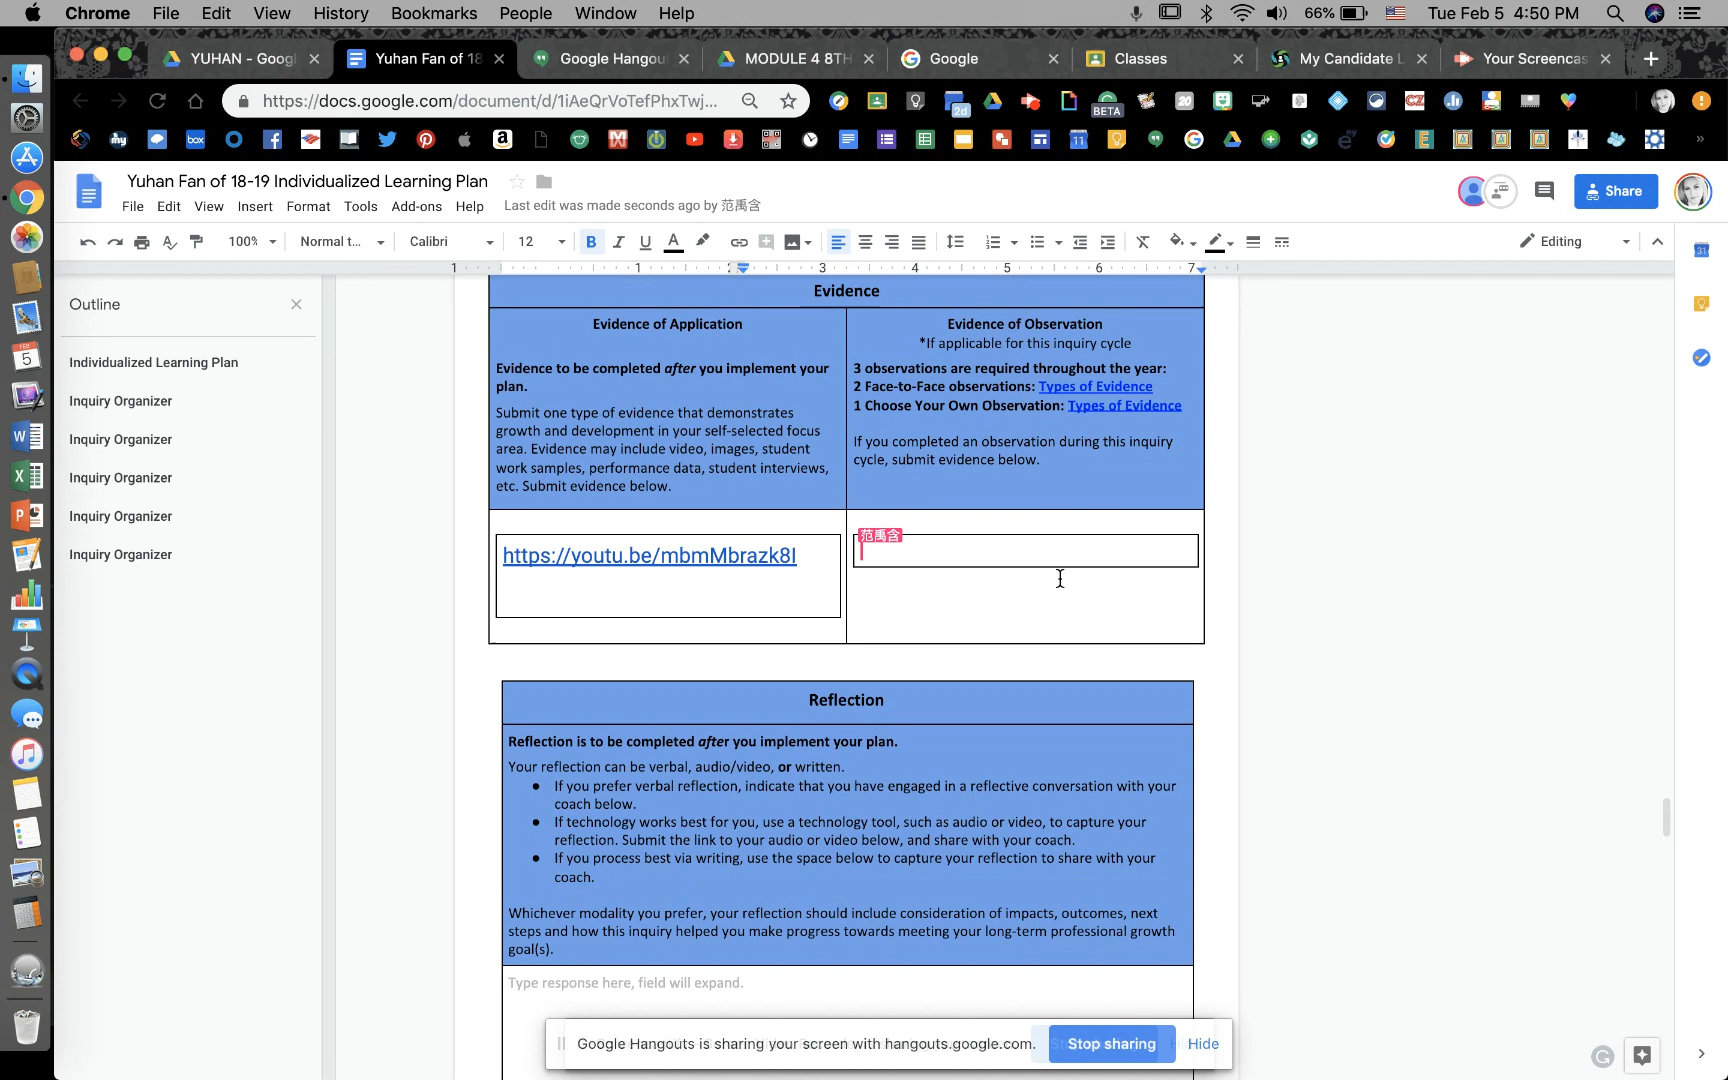 Chrome File Edit View History Bookmarks People Window Help 66% Tue Feb 5 4:50 PM
YUHAN - Googl Yuhan Fan of 18 Google Hangou MODULE 4 8TH Google Classes My Candidate L Your Screencas
https://docs.google.com/document/d/1iAeQrVoTefPhxTwj...
2d BETA 20
my box 11
Yuhan Fan of 18-19 Individualized Learning Plan
File Edit View Insert Format Tools Add-ons Help Last edit was made seconds ago by 范禹含
Share
100% Normal t... Calibri 12 B I U A Editing
1 1 2 3 4 5 6 7
Outline
Individualized Learning Plan
Inquiry Organizer
Inquiry Organizer
Inquiry Organizer
Inquiry Organizer
Inquiry Organizer
FEB
5
31
Evidence
Evidence of Application
Evidence to be completed after you implement your
plan.
Submit one type of evidence that demonstrates
growth and development in your self-selected focus
area. Evidence may include video, images, student
work samples, performance data, student interviews,
etc. Submit evidence below.
Evidence of Observation
*If applicable for this inquiry cycle
3 observations are required throughout the year:
2 Face-to-Face observations: Types of Evidence
1 Choose Your Own Observation: Types of Evidence
If you completed an observation during this inquiry
cycle, submit evidence below.
https://youtu.be/mbmMbrazk8I
范禹含
Reflection
Reflection is to be completed after you implement your plan.
Your reflection can be verbal, audio/video, or written.
● If you prefer verbal reflection, indicate that you have engaged in a reflective conversation with your
coach below.
● If technology works best for you, use a technology tool, such as audio or video, to capture your
reflection. Submit the link to your audio or video below, and share with your coach.
● If you process best via writing, use the space below to capture your reflection to share with your
coach.
Whichever modality you prefer, your reflection should include consideration of impacts, outcomes, next
steps and how this inquiry helped you make progress towards meeting your long-term professional growth
goal(s).
Type response here, field will expand.
Google Hangouts is sharing your screen with hangouts.google.com. Stop sharing Hide